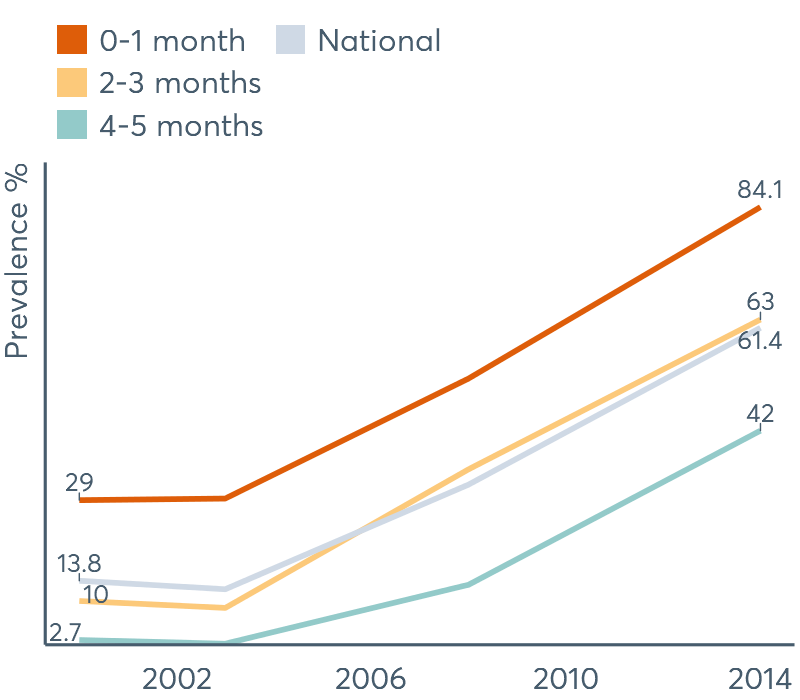 0-1 month National
2-3 months
4-5 months
Prevalence %
84.1
63
61.4
42
29
13.8
10
2.7
2002 2006 2010 2014